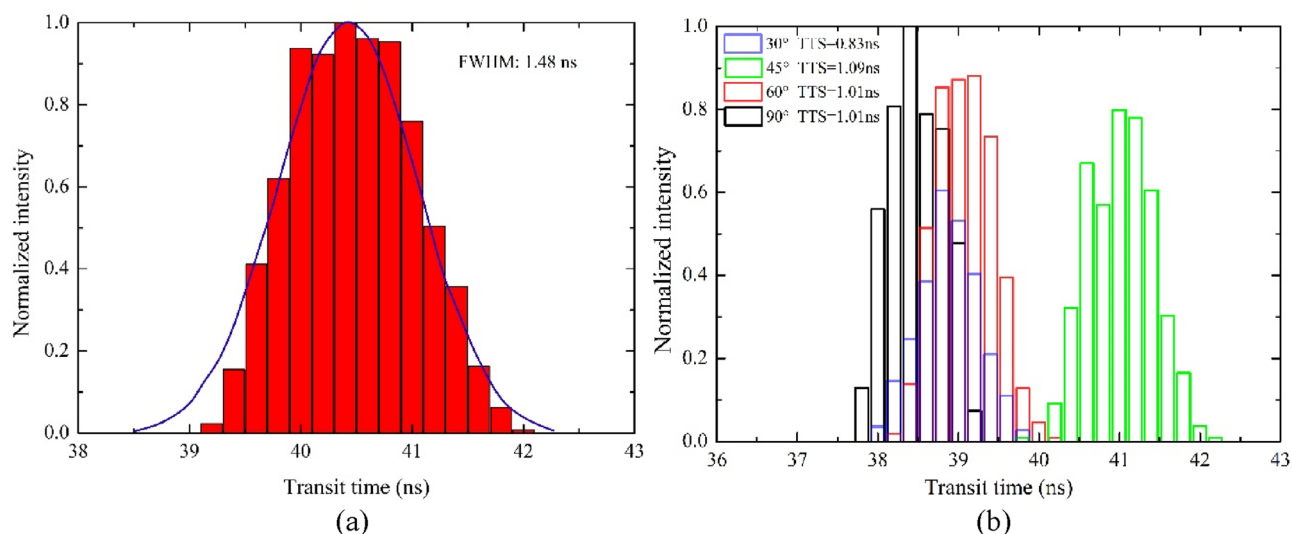 FWHM: 1.48 ns
1.0
0.8
0.6
0.4
0.2
0.0
Normalized intensity
38 39 40 41 42 43
Transit time (ns)
(a)
30° TTS=0.83ns
45° TTS=1.09ns
60° TTS=1.01ns
90° TTS=1.01ns
1.0
0.8
0.6
0.4
0.2
0.0
Normalized intensity
36 37 38 39 40 41 42 43
Transit time (ns)
(b)